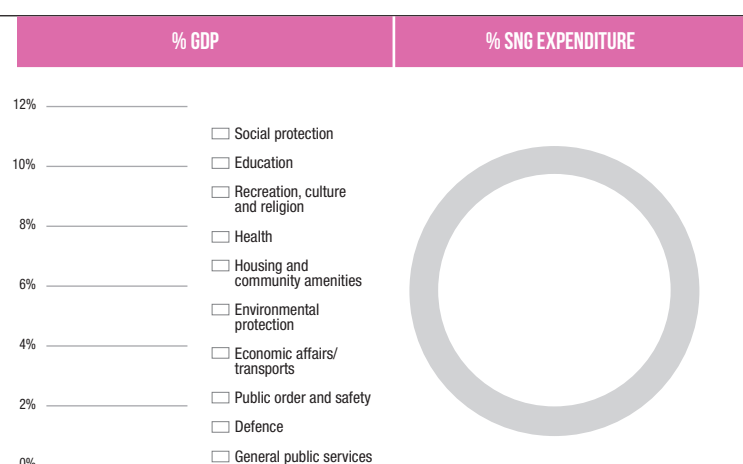 % GDP
% SNG EXPENDITURE
12%
10%
8%
6%
4%
2%
0%
Social protection
Education
Recreation, culture
and religion
Health
Housing and
community amenities
Environmental
protection
Economic affairs/
transports
Public order and safety
Defence
General public services